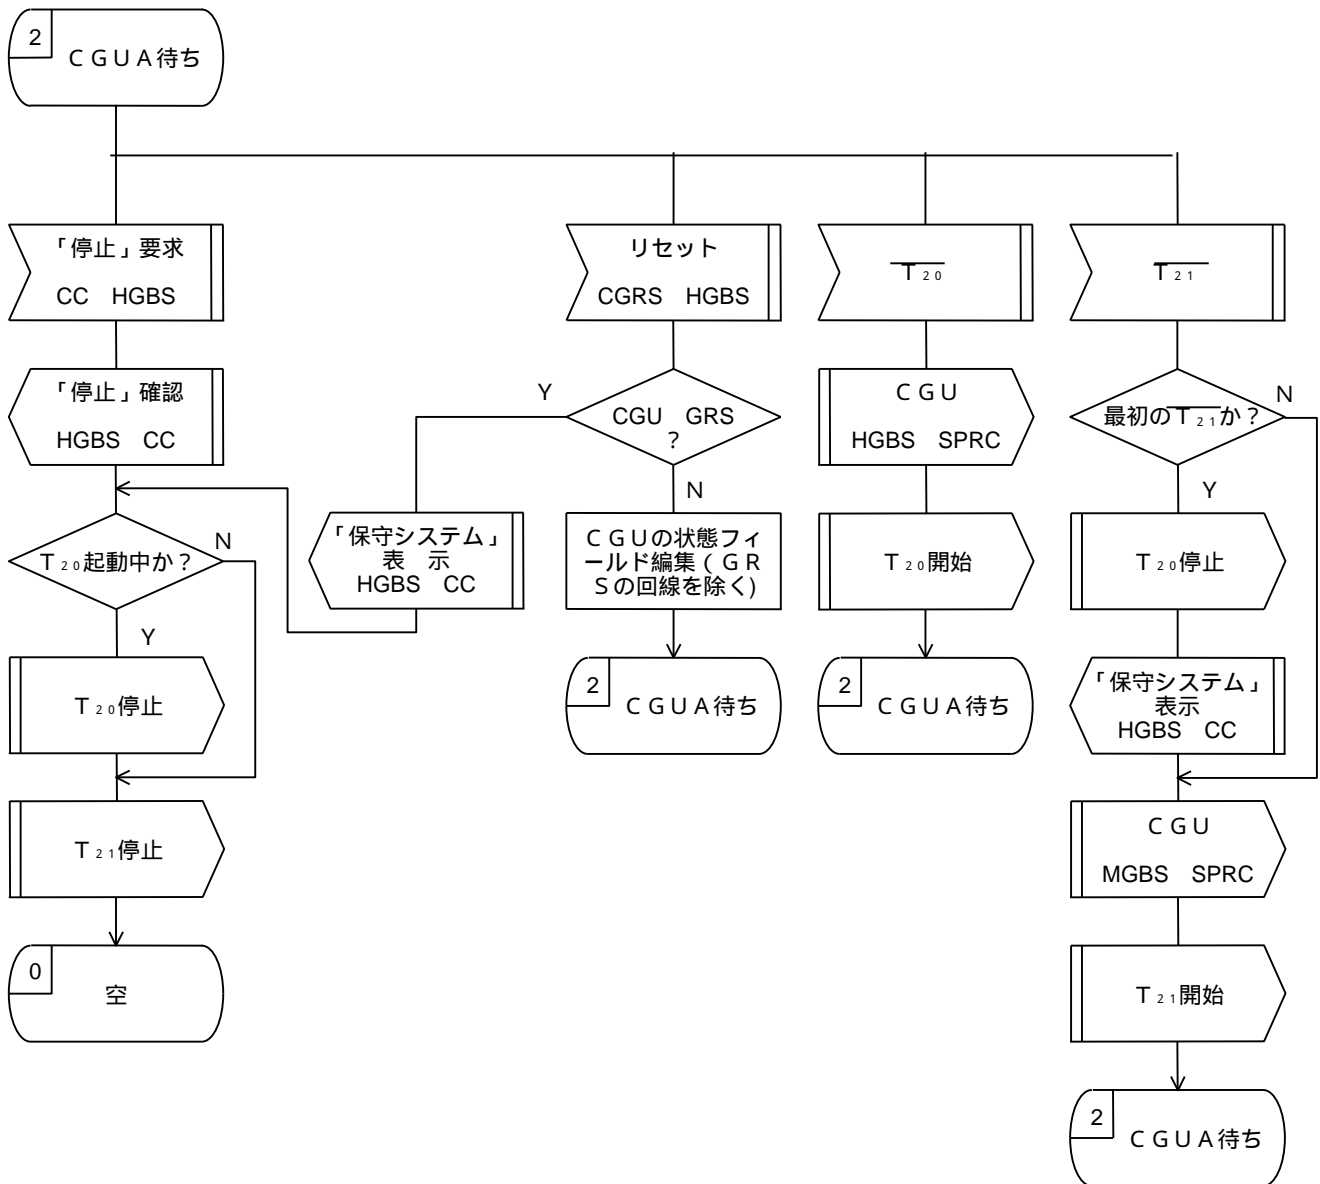 2
ＣＧＵＡ待ち
「停止」要求
CC HGBS
「停止」確認
HGBS CC
Ｔ₂₀起動中か？
N
Y
Ｔ₂₀停止
Ｔ₂₁停止
0
空
リセット
CGRS HGBS
Y
CGU GRS
？
N
「保守システム」
表 示
HGBS CC
ＣＧＵの状態フィ
ールド編集（ＧＲ
Ｓの回線を除く)
2
ＣＧＵＡ待ち
Ｔ₂₀
ＣＧＵ
HGBS SPRC
Ｔ₂₀開始
2
ＣＧＵＡ待ち
Ｔ₂₁
最初のＴ₂₁か？
N
Y
Ｔ₂₀停止
「保守システム」
表示
HGBS CC
ＣＧＵ
MGBS SPRC
Ｔ₂₁開始
2
ＣＧＵＡ待ち